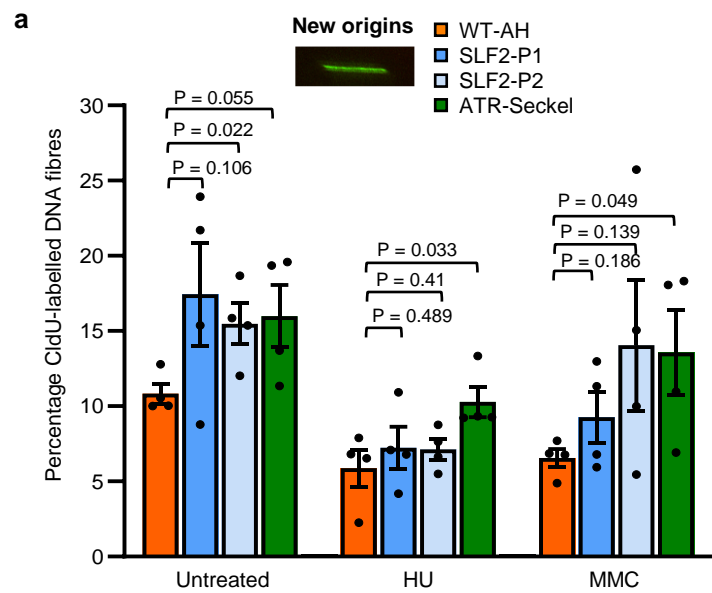 a
New origins
WT-AH
SLF2-P1
SLF2-P2
ATR-Seckel
Percentage CldU-labelled DNA fibres
30
25
20
15
10
5
0
P = 0.055
P = 0.022
P = 0.106
P = 0.033
P = 0.41
P = 0.489
P = 0.049
P = 0.139
P = 0.186
Untreated
HU
MMC